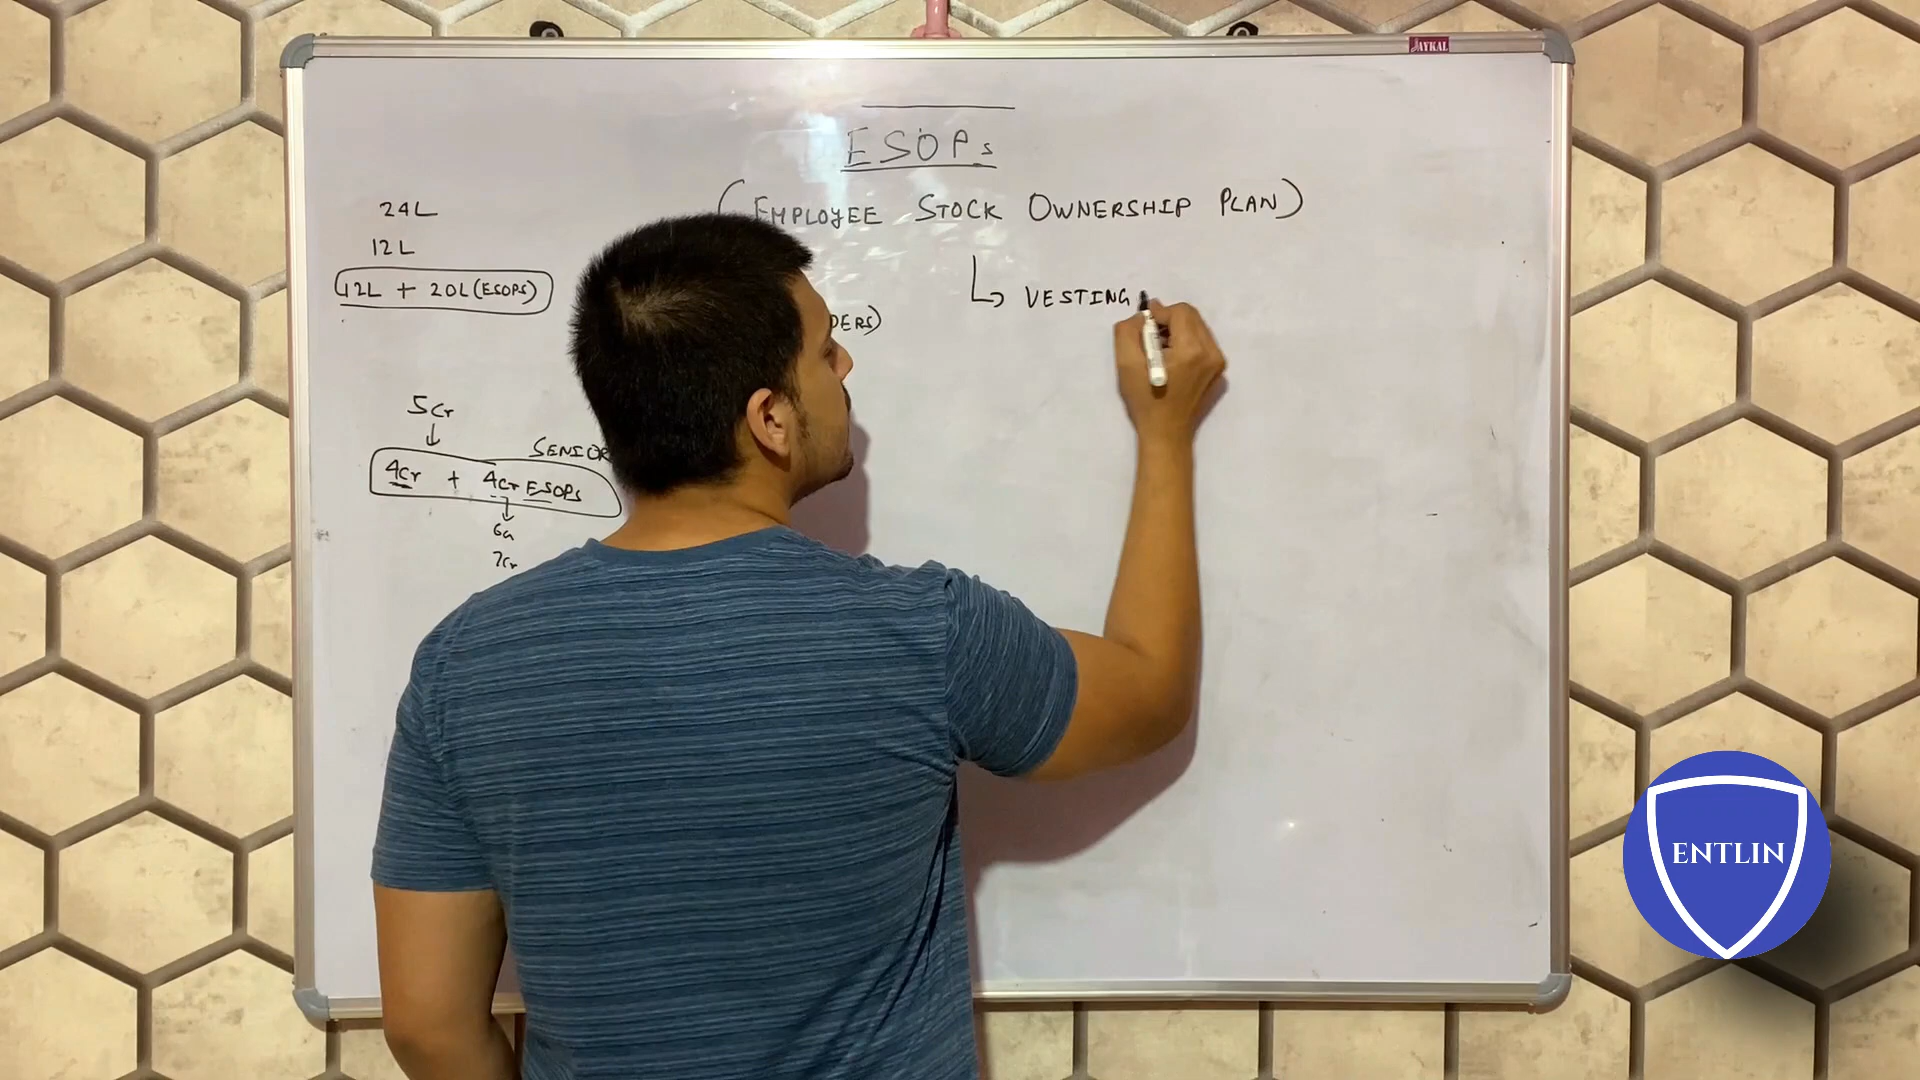 JAYKAL
ESOPs
(EMPLOYEE STOCK OWNERSHIP PLAN)
24L
12L
12L + 20L (ESOPS)
VESTING
DERS)
5Cr
SENIOR
4Cr + 4Cr ESOPs
7Cr
ENTLIN